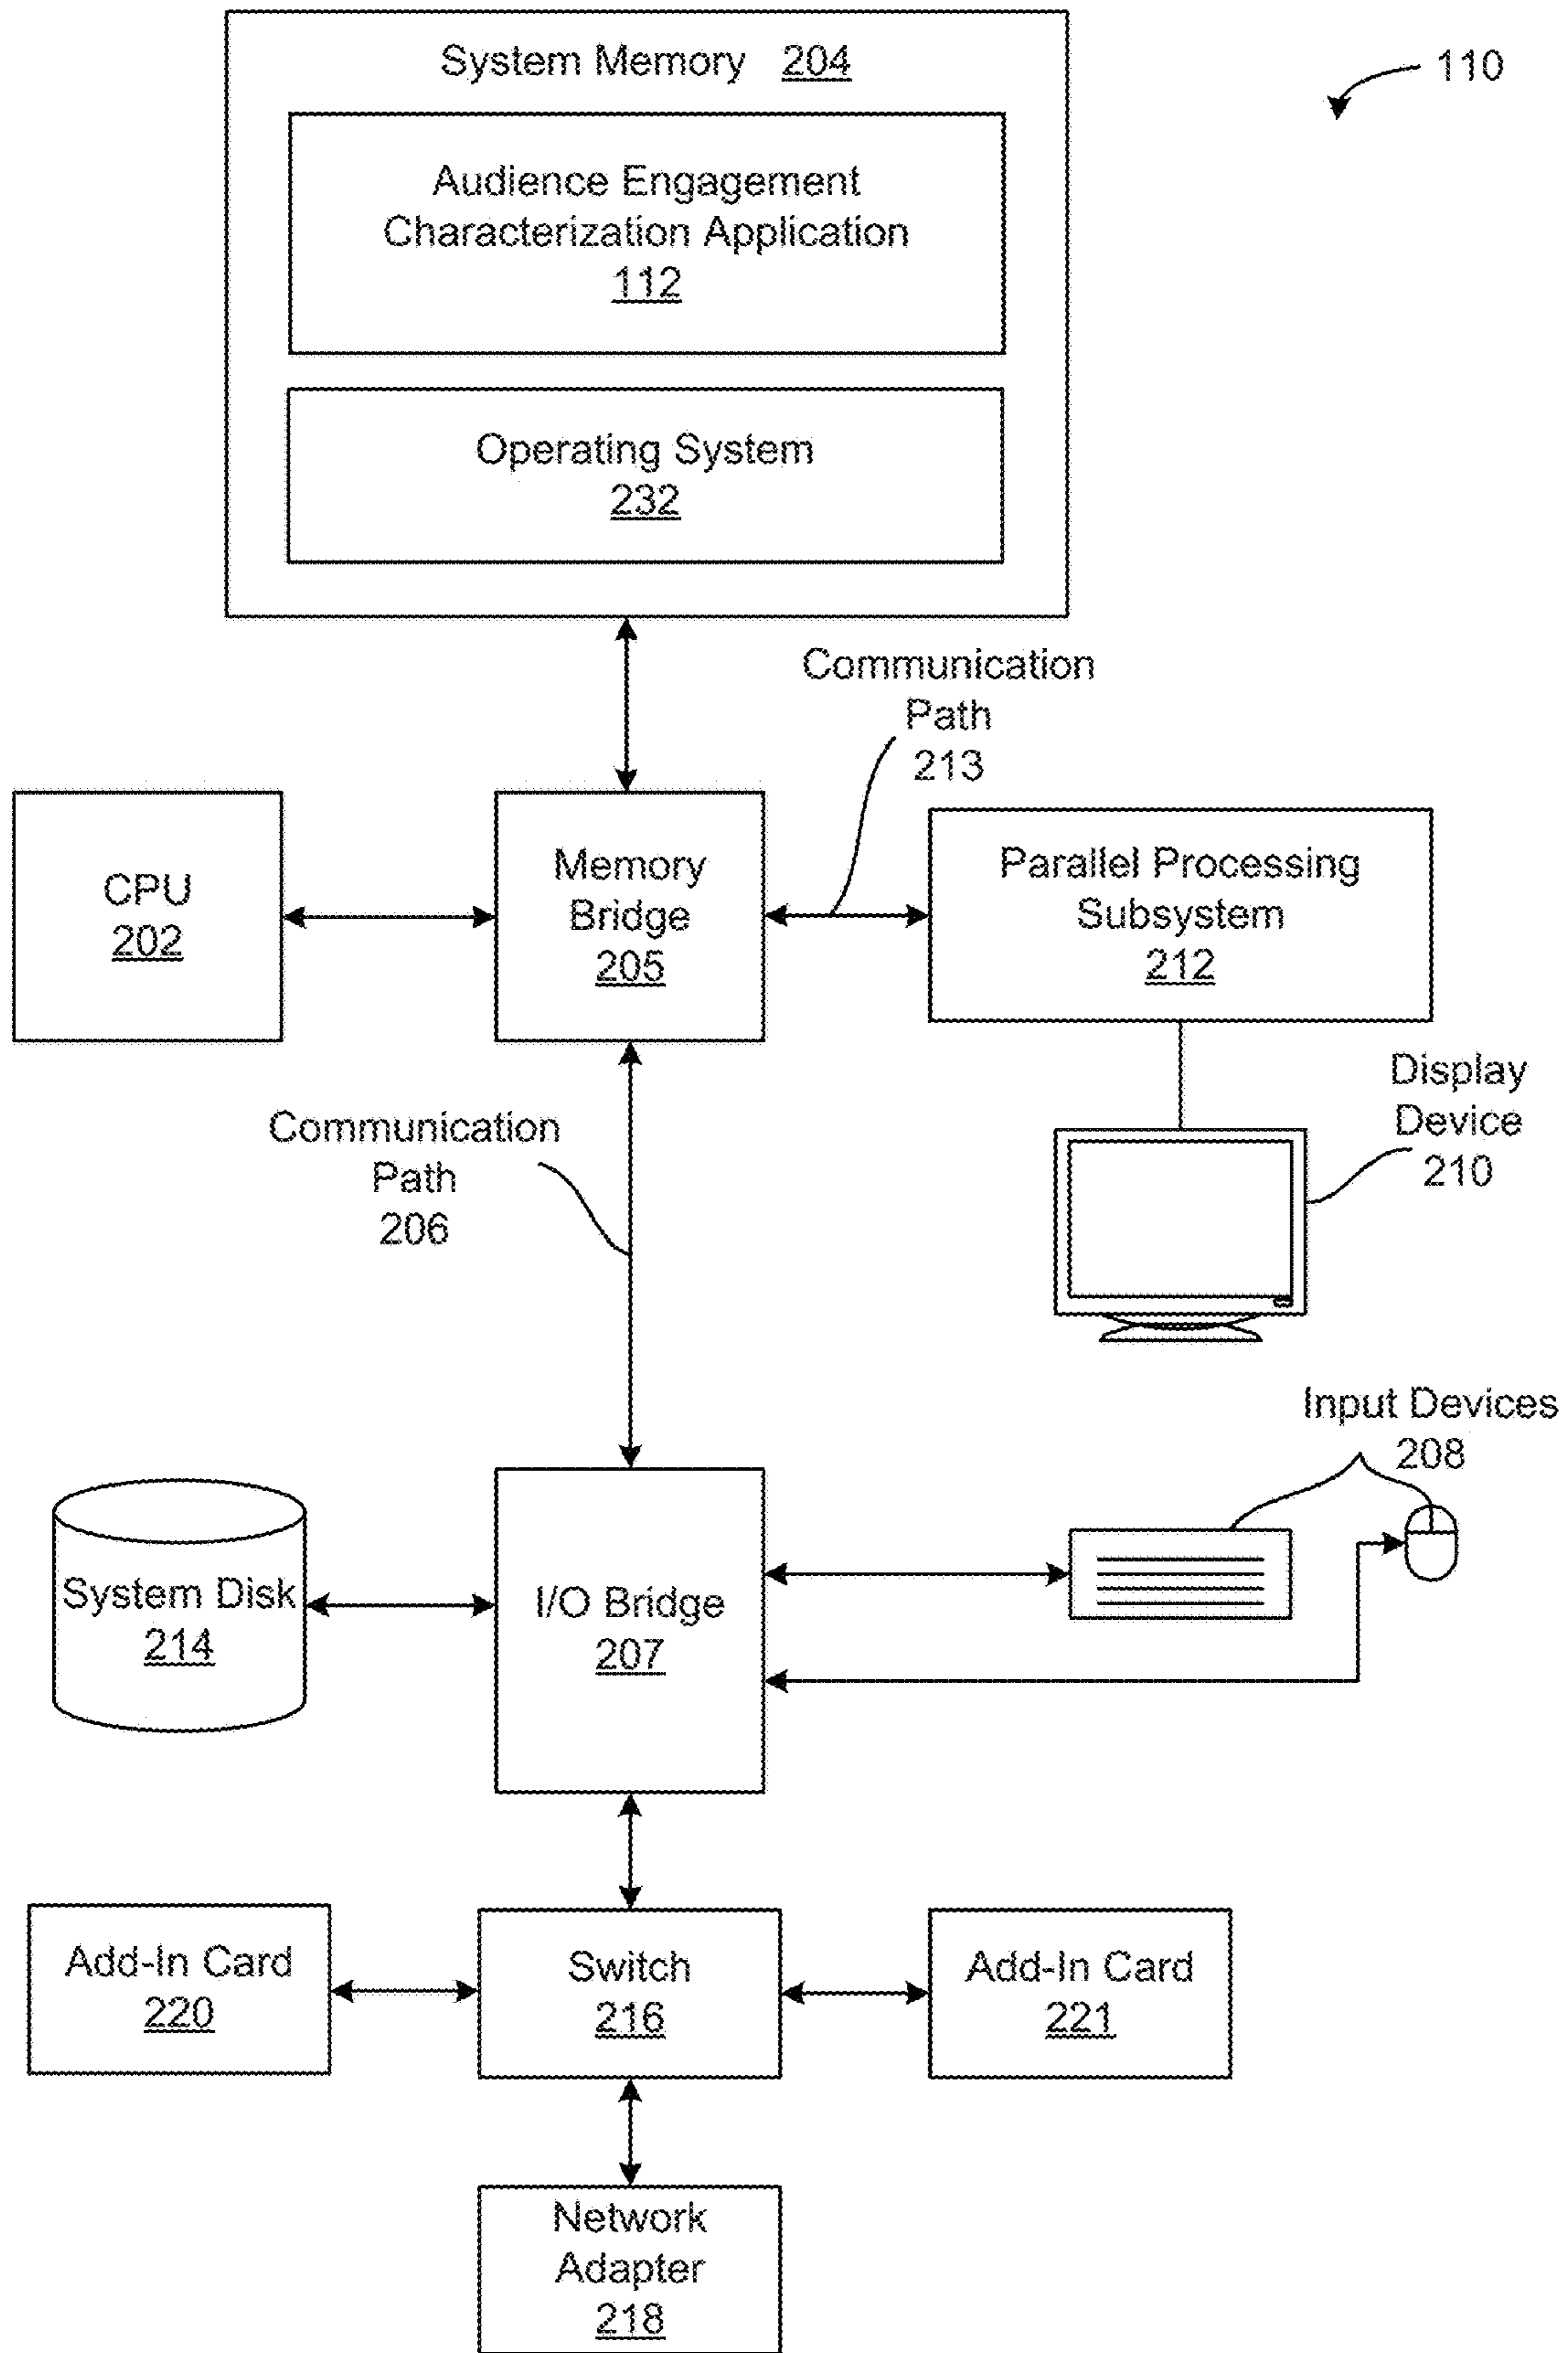 System Memory 204
110
Audience Engagement
Characterization Application
112
Operating System
232
Communication
Path
213
CPU
202
Memory
Bridge
205
Parallel Processing
Subsystem
212
Display
Device
210
Communication
Path
206
Input Devices
208
System Disk
214
I/O Bridge
207
Add-In Card
220
Switch
216
Add-In Card
221
Network
Adapter
218